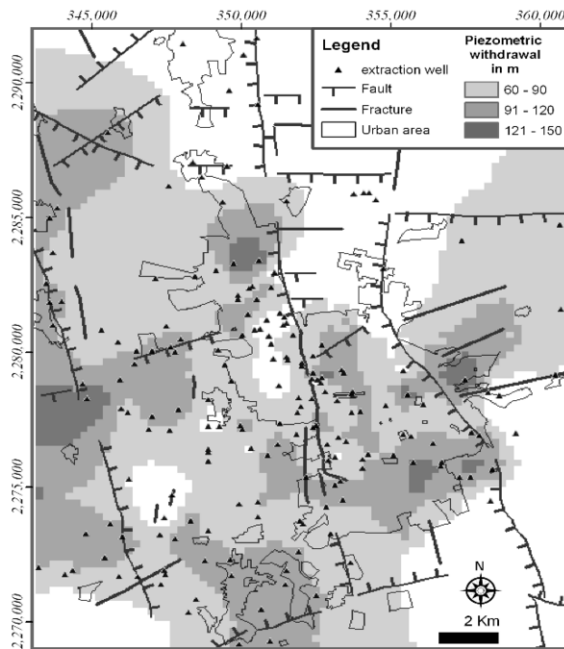 345,000 350,000 355,000 360,000
2.290,000
2.285,000
2.280,000
2.275,000
2.270,000
Legend
extraction well
Fault
Fracture
Urban area
Piezometric
withdrawal
in m
60 - 90
91 - 120
121 - 150
N
2 Km